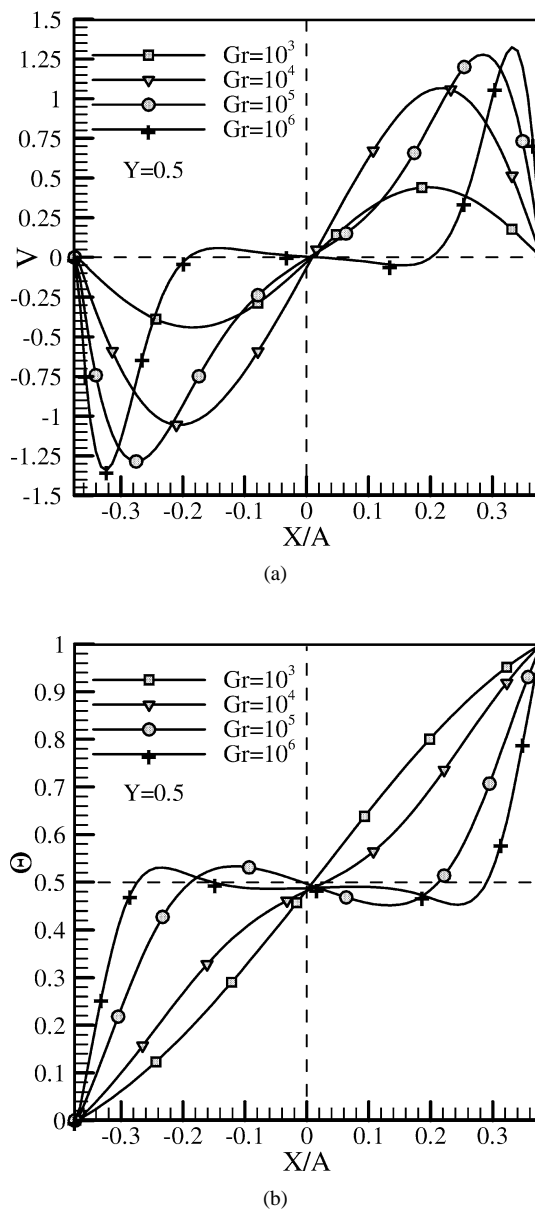 1.5
1.25
1
0.75
0.5
0.25
0
-0.25
-0.5
-0.75
-1
-1.25
-1.5
V
Gr=10³
Gr=10⁴
Gr=10⁵
Gr=10⁶
Y=0.5
-0.3 -0.2 -0.1 0 0.1 0.2 0.3
X/A
(a)
1
0.9
0.8
0.7
0.6
0.5
0.4
0.3
0.2
0.1
0
Θ
Gr=10³
Gr=10⁴
Gr=10⁵
Gr=10⁶
Y=0.5
-0.3 -0.2 -0.1 0 0.1 0.2 0.3
X/A
(b)